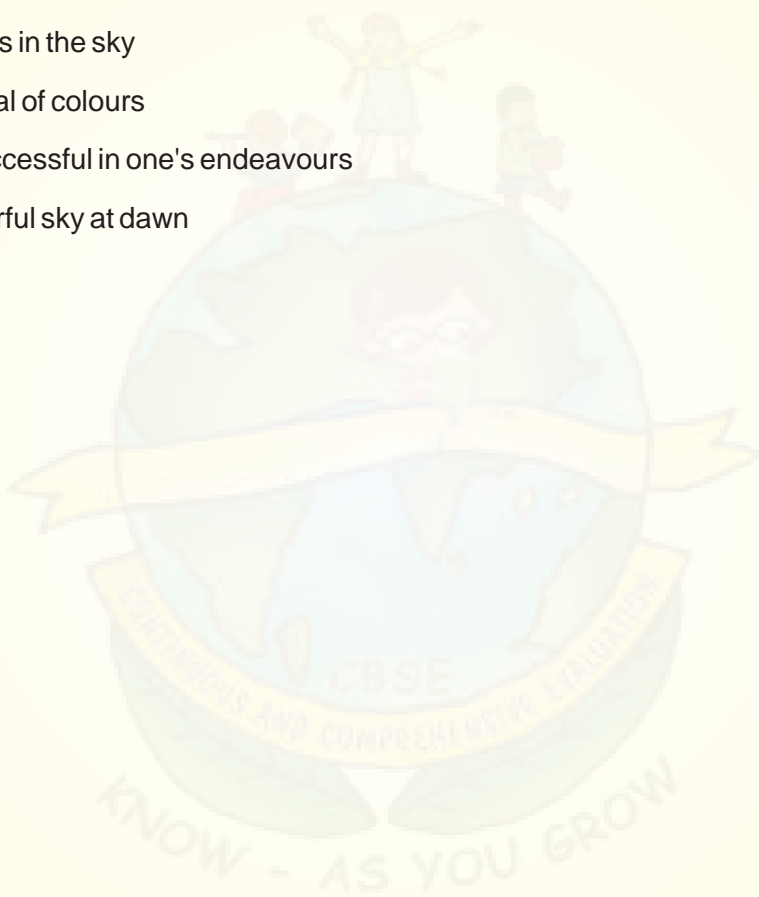 s in the sky
al of colours
ccessful in one's endeavours
rful sky at dawn
CBSE
CONTINUOUS AND COMPREHENSIVE EVALUATION
KNOW - AS YOU GROW